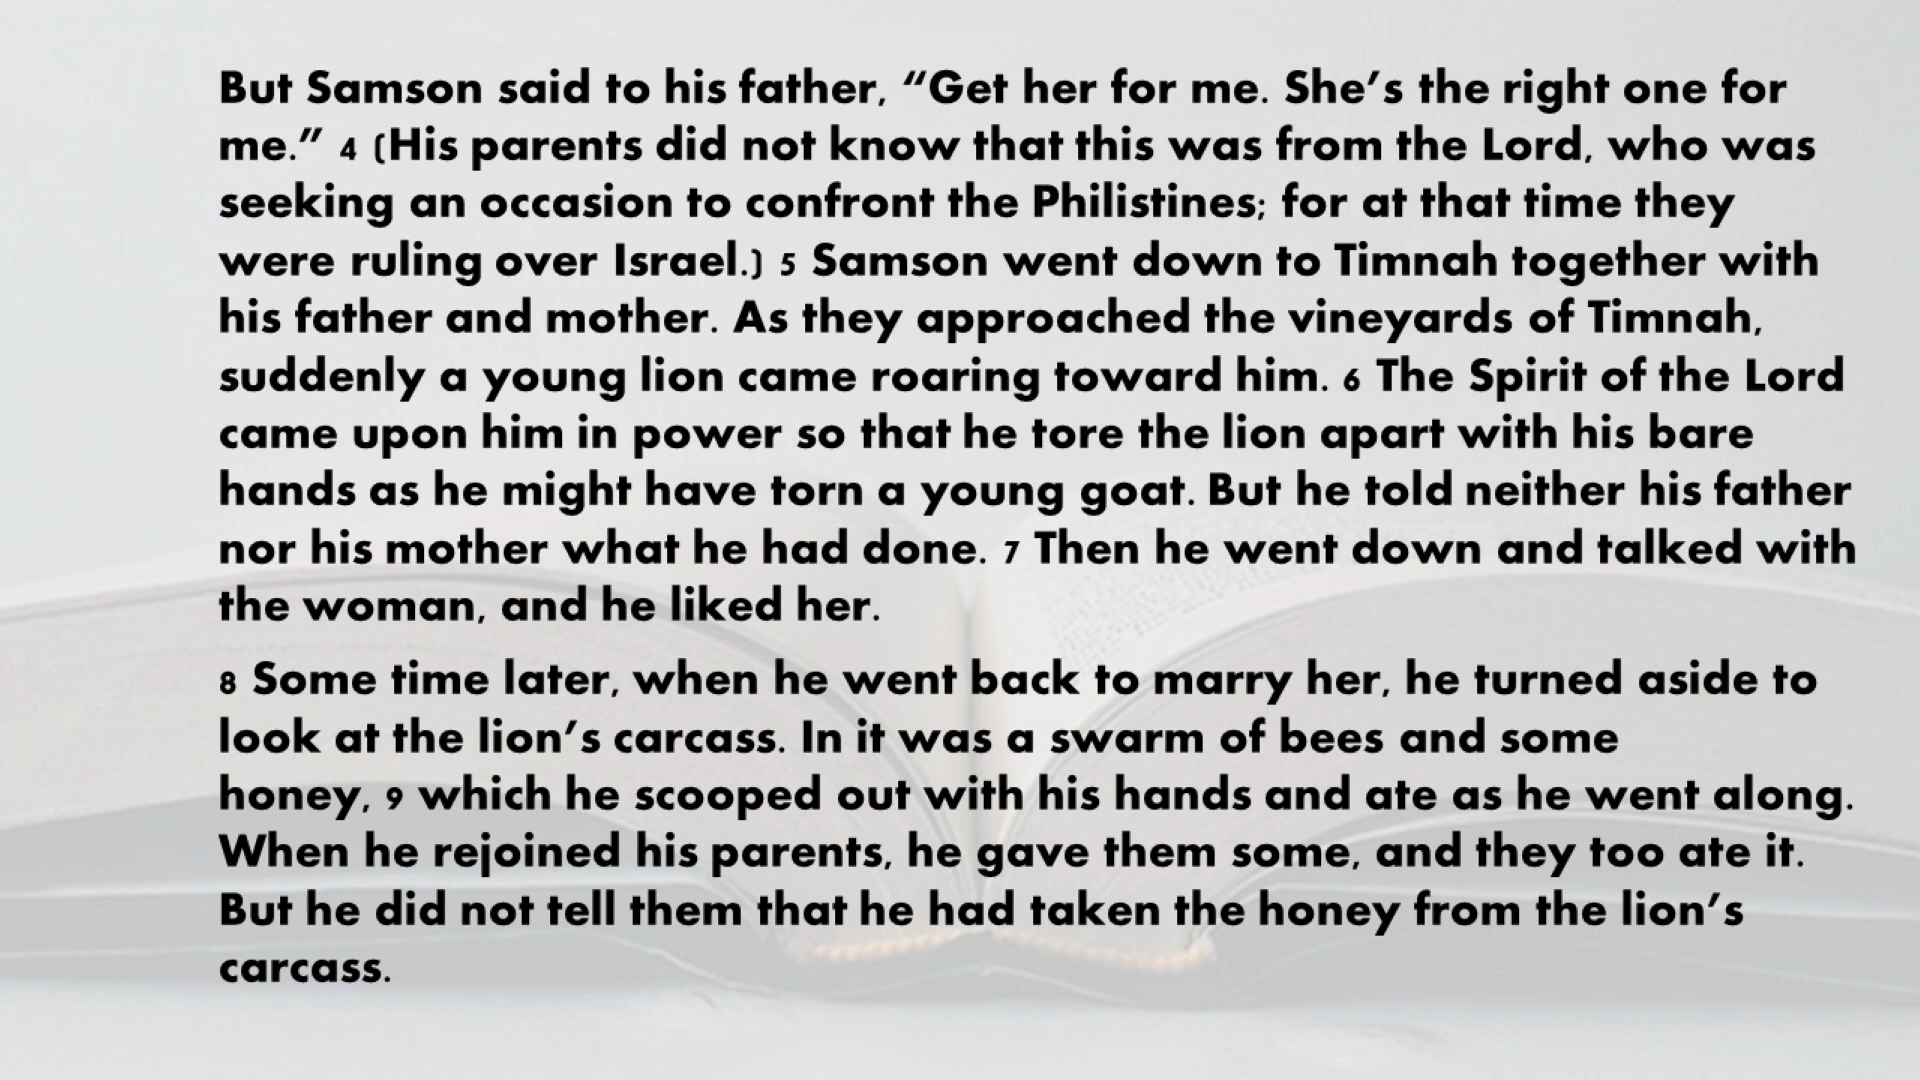 But Samson said to his father, “Get her for me. She’s the right one for
me.” 4 (His parents did not know that this was from the Lord, who was
seeking an occasion to confront the Philistines; for at that time they
were ruling over Israel.) 5 Samson went down to Timnah together with
his father and mother. As they approached the vineyards of Timnah,
suddenly a young lion came roaring toward him. 6 The Spirit of the Lord
came upon him in power so that he tore the lion apart with his bare
hands as he might have torn a young goat. But he told neither his father
nor his mother what he had done. 7 Then he went down and talked with
the woman, and he liked her.
8 Some time later, when he went back to marry her, he turned aside to
look at the lion’s carcass. In it was a swarm of bees and some
honey, 9 which he scooped out with his hands and ate as he went along.
When he rejoined his parents, he gave them some, and they too ate it.
But he did not tell them that he had taken the honey from the lion’s
carcass.